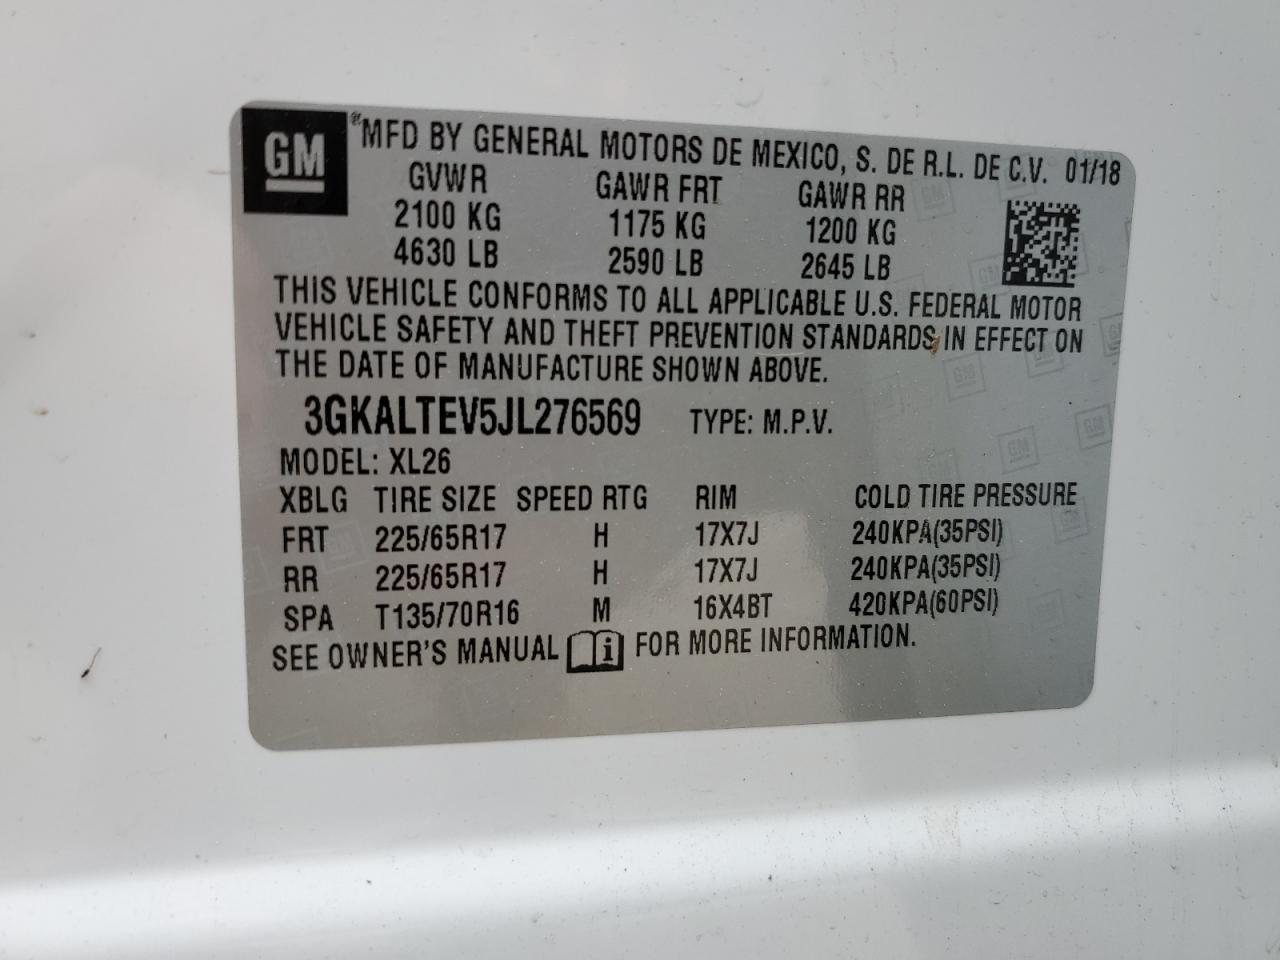 GM
®MFD BY GENERAL MOTORS DE MEXICO, S. DE R.L. DE C.V. 01/18
GVWR GAWR FRT GAWR RR
2100 KG 1175 KG 1200 KG
4630 LB 2590 LB 2645 LB
THIS VEHICLE CONFORMS TO ALL APPLICABLE U.S. FEDERAL MOTOR
VEHICLE SAFETY AND THEFT PREVENTION STANDARDS IN EFFECT ON
THE DATE OF MANUFACTURE SHOWN ABOVE.
3GKALTEV5JL276569 TYPE: M.P.V.
MODEL: XL26
XBLG TIRE SIZE SPEED RTG RIM COLD TIRE PRESSURE
FRT 225/65R17 H 17X7J 240KPA(35PSI)
RR 225/65R17 H 17X7J 240KPA(35PSI)
SPA T135/70R16 M 16X4BT 420KPA(60PSI)
SEE OWNER'S MANUAL i FOR MORE INFORMATION.